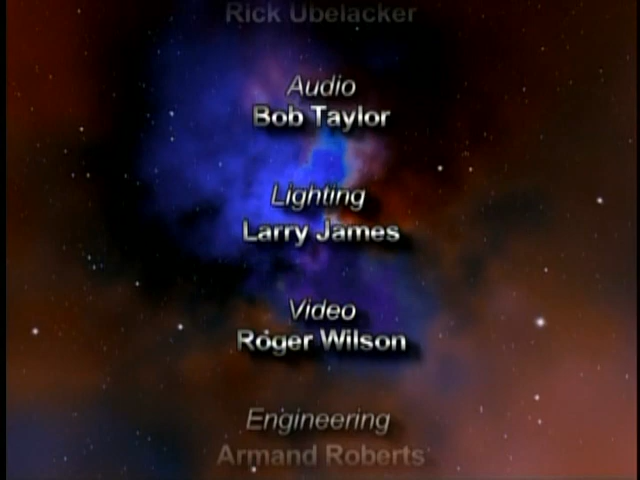 Rick Ubelacker
Audio
Bob Taylor
Lighting
Larry James
Video
Roger Wilson
Engineering
Armand Roberts